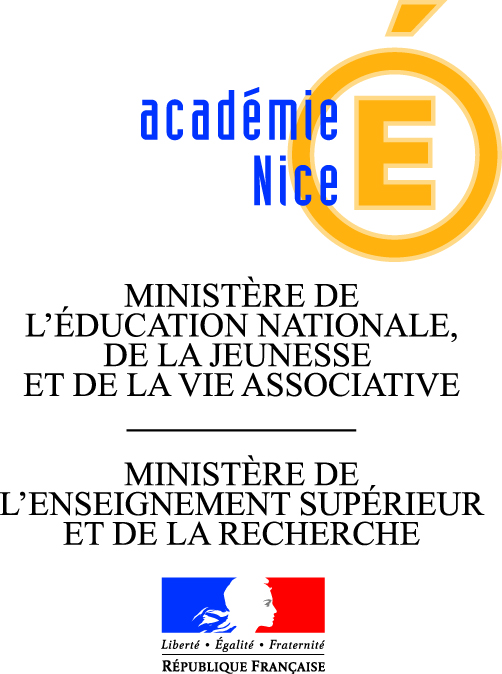 académie
Nice
É
MINISTÈRE DE
L’ÉDUCATION NATIONALE,
DE LA JEUNESSE
ET DE LA VIE ASSOCIATIVE
MINISTÈRE DE
L’ENSEIGNEMENT SUPÉRIEUR
ET DE LA RECHERCHE
Liberté • Égalité • Fraternité
RÉPUBLIQUE FRANÇAISE